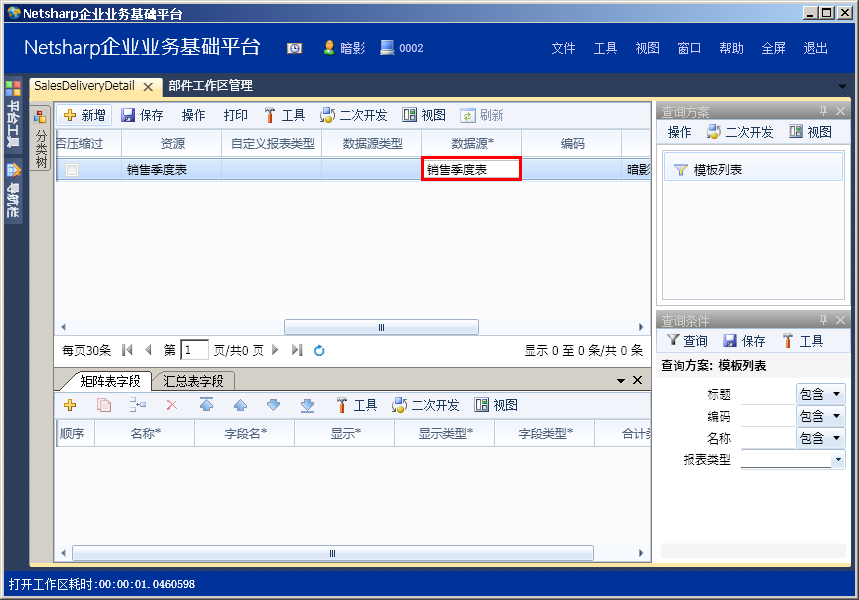 Netsharp企业业务基础平台
Netsharp企业业务基础平台 暗影 0002 文件 工具 视图 窗口 帮助 全屏 退出
平台工具
导航栏
分类树
SalesDeliveryDetail 部件工作区管理
新增 保存 操作 打印 工具 二次开发 视图 刷新
否压缩过 资源 自定义报表类型 数据源类型 数据源* 编码
销售季度表 销售季度表 暗影
每页30条 第 1 页/共0 页 显示 0 至 0 条/共 0 条
矩阵表字段 汇总表字段
工具 二次开发 视图
顺序 名称* 字段名* 显示* 显示类型* 字段类型* 合计
查询方案
操作 二次开发 视图
模板列表
查询条件
查询 保存 工具
查询方案: 模板列表
标题 包含
编码 包含
名称 包含
报表类型
打开工作区耗时:00:00:01.0460598